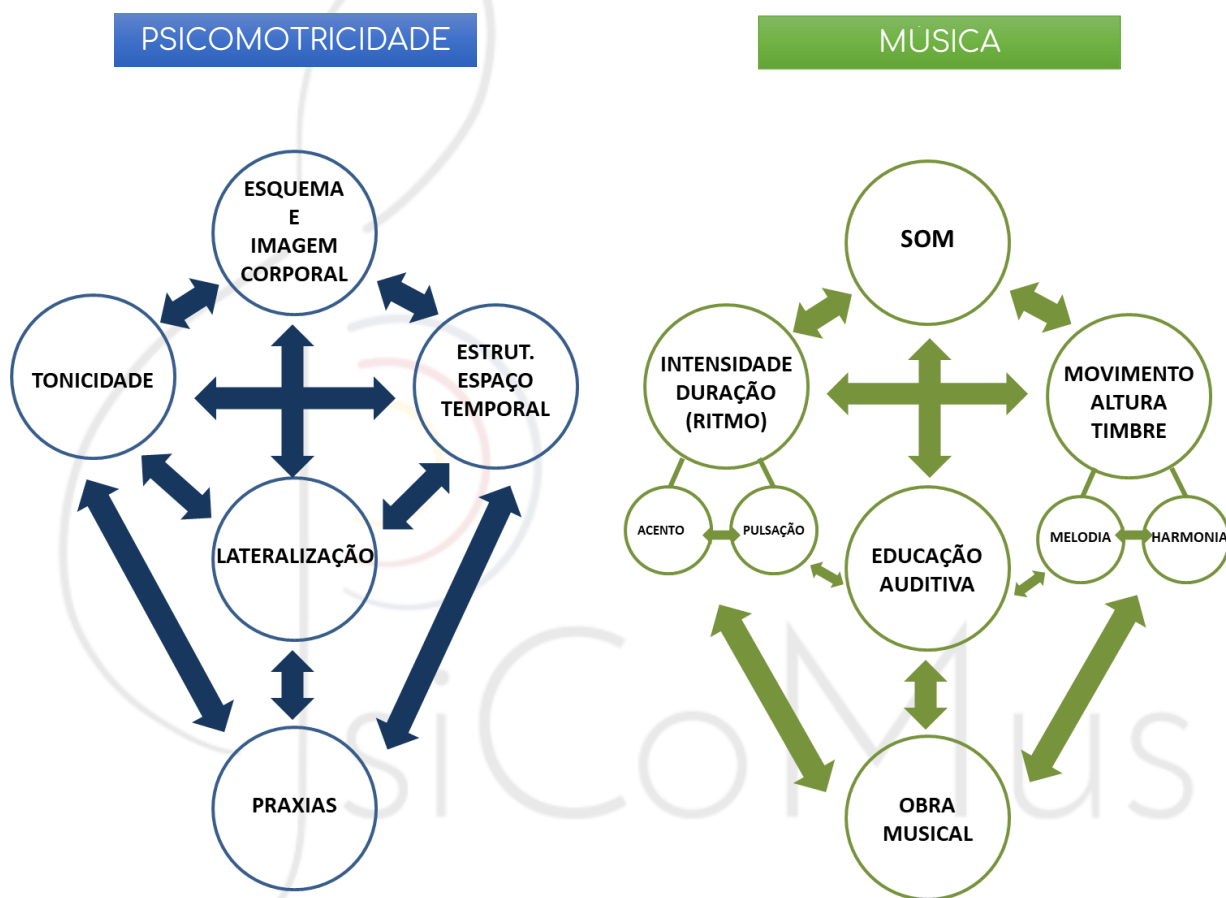 PSICOMOTRICIDADE
MÚSICA
ESQUEMA
E
IMAGEM
CORPORAL
TONICIDADE
ESTRUT.
ESPAÇO
TEMPORAL
LATERALIZAÇÃO
PRAXIAS
SOM
INTENSIDADE
DURAÇÃO
(RITMO)
MOVIMENTO
ALTURA
TIMBRE
ACENTO
PULSAÇÃO
MELODIA
HARMONIA
EDUCAÇÃO
AUDITIVA
OBRA
MUSICAL
PsiCoMus